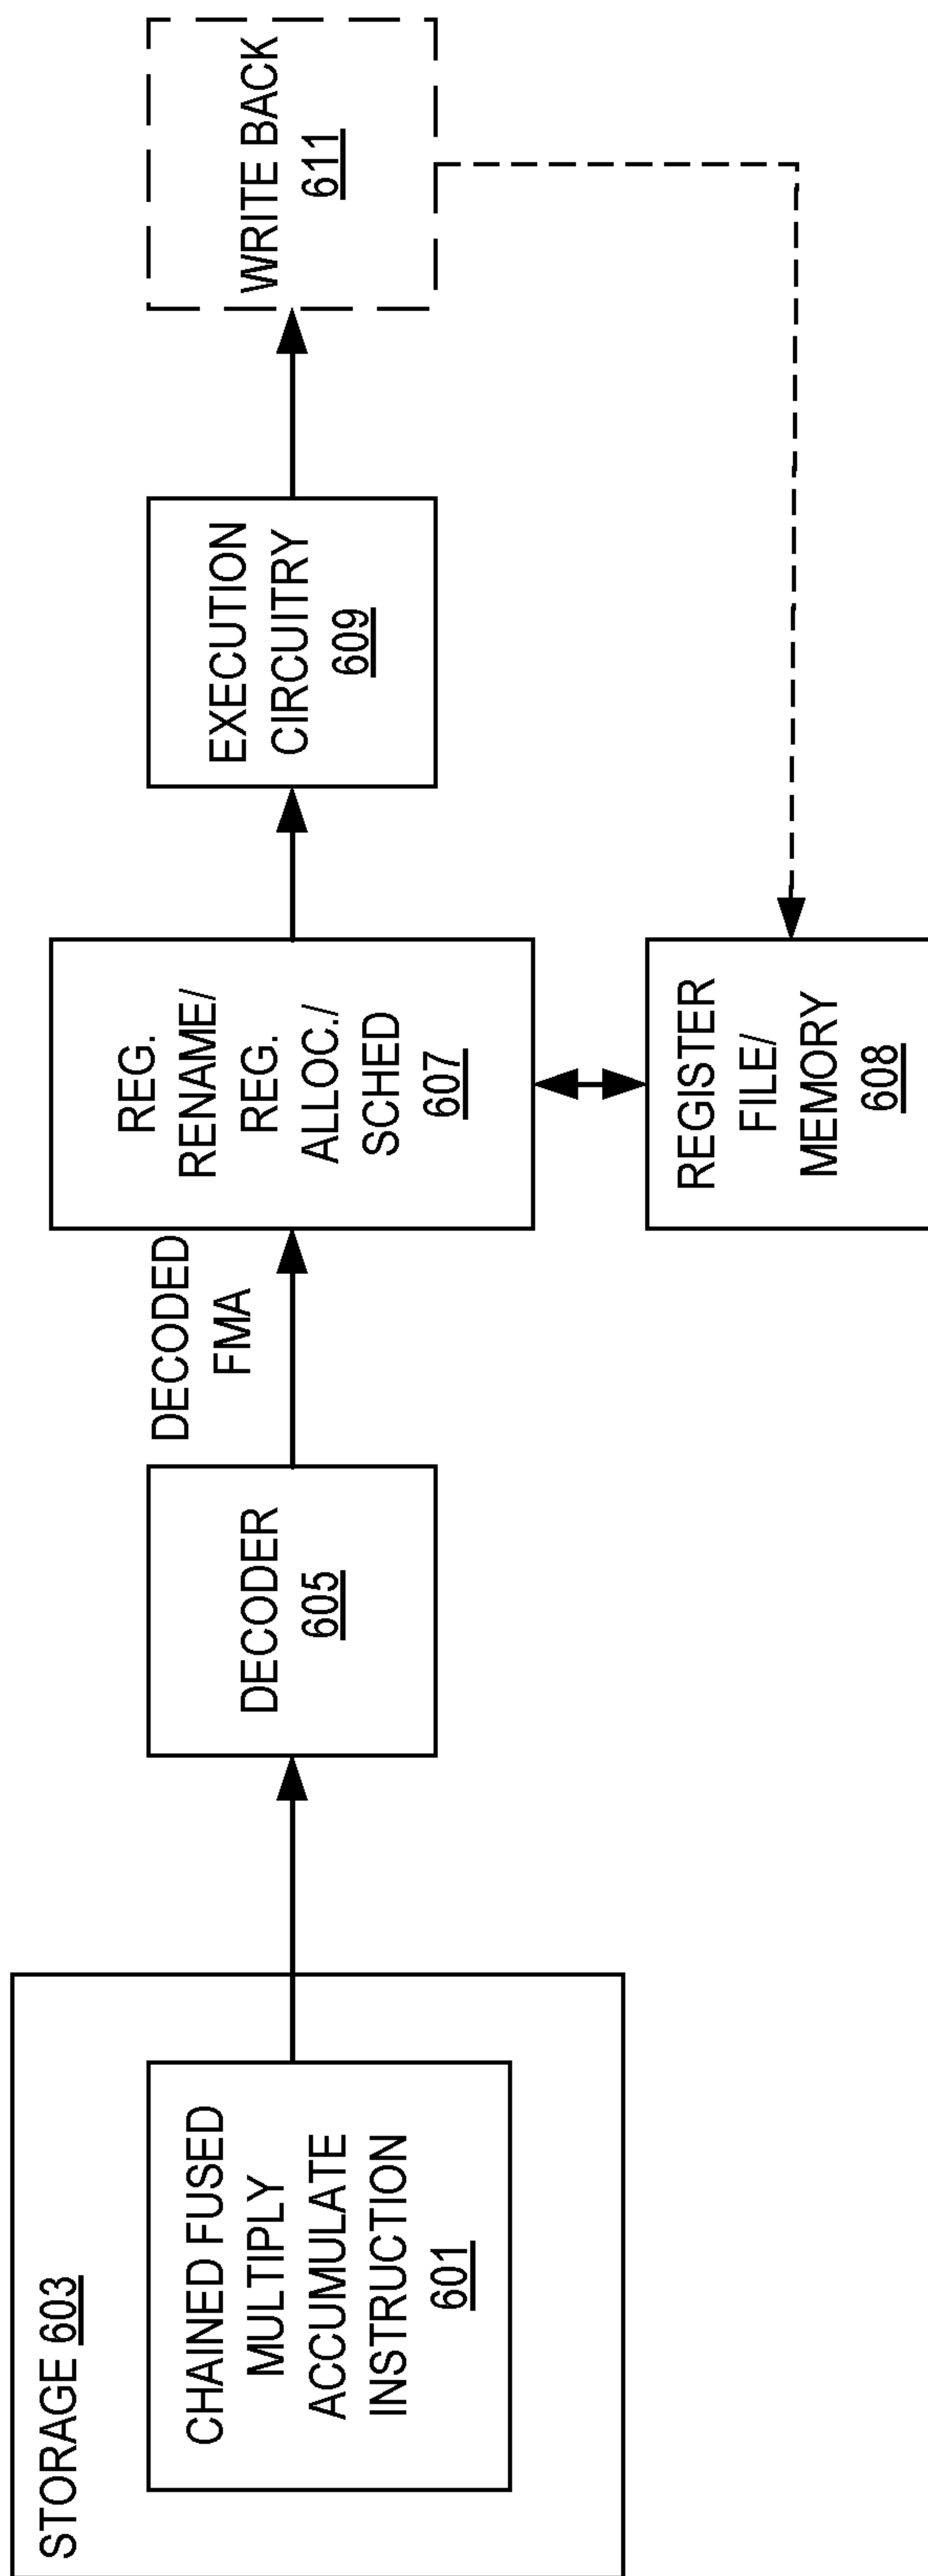 STORAGE 603
CHAINED FUSED
MULTIPLY
ACCUMULATE
INSTRUCTION
601
DECODER
605
DECODED
FMA
REG.
RENAME/
REG.
ALLOC./
SCHED
607
REGISTER
FILE/
MEMORY
608
EXECUTION
CIRCUITRY
609
WRITE BACK
611